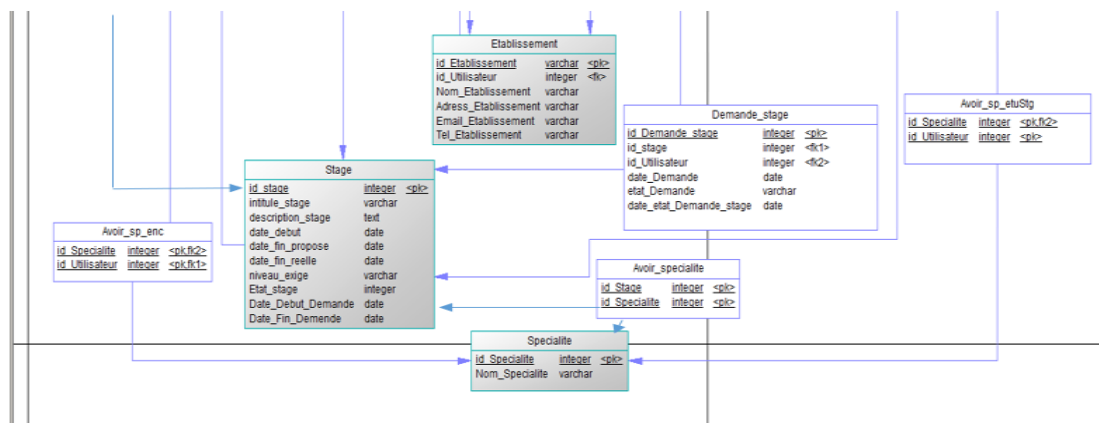 Etablissement
id_Etablissement varchar <pk>
id_Utilisateur integer <fk>
Nom_Etablissement varchar
Adress_Etablissement varchar
Email_Etablissement varchar
Tel_Etablissement varchar
Avoir_sp_etuStg
id_Specialite integer <pk,fk2>
id_Utilisateur integer <pk>
Demande_stage
id_Demande_stage integer <pk>
id_stage integer <fk1>
id_Utilisateur integer <fk2>
date_Demande date
etat_Demande varchar
date_etat_Demande_stage date
Stage
id_stage integer <pk>
intitule_stage varchar
description_stage text
date_debut date
date_fin_propose date
date_fin_reelle date
niveau_exige varchar
Etat_stage integer
Date_Debut_Demande date
Date_Fin_Demende date
Avoir_sp_enc
id_Specialite integer <pk,fk2>
id_Utilisateur integer <pk,fk1>
Avoir_specialite
id_Stage integer <pk>
id_Specialite integer <pk>
Specialite
id_Specialite integer <pk>
Nom_Specialite varchar